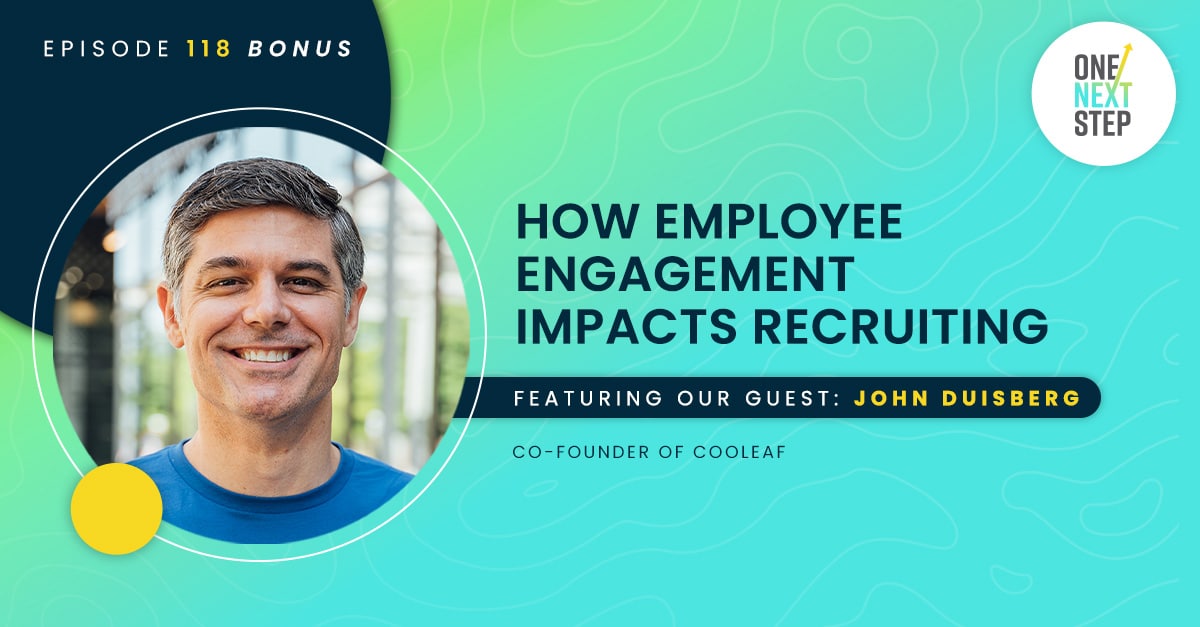 EPISODE 118 BONUS
ONE
NEXT
STEP
HOW EMPLOYEE
ENGAGEMENT
IMPACTS RECRUITING
FEATURING OUR GUEST: JOHN DUISBERG
CO-FOUNDER OF COOLEAF